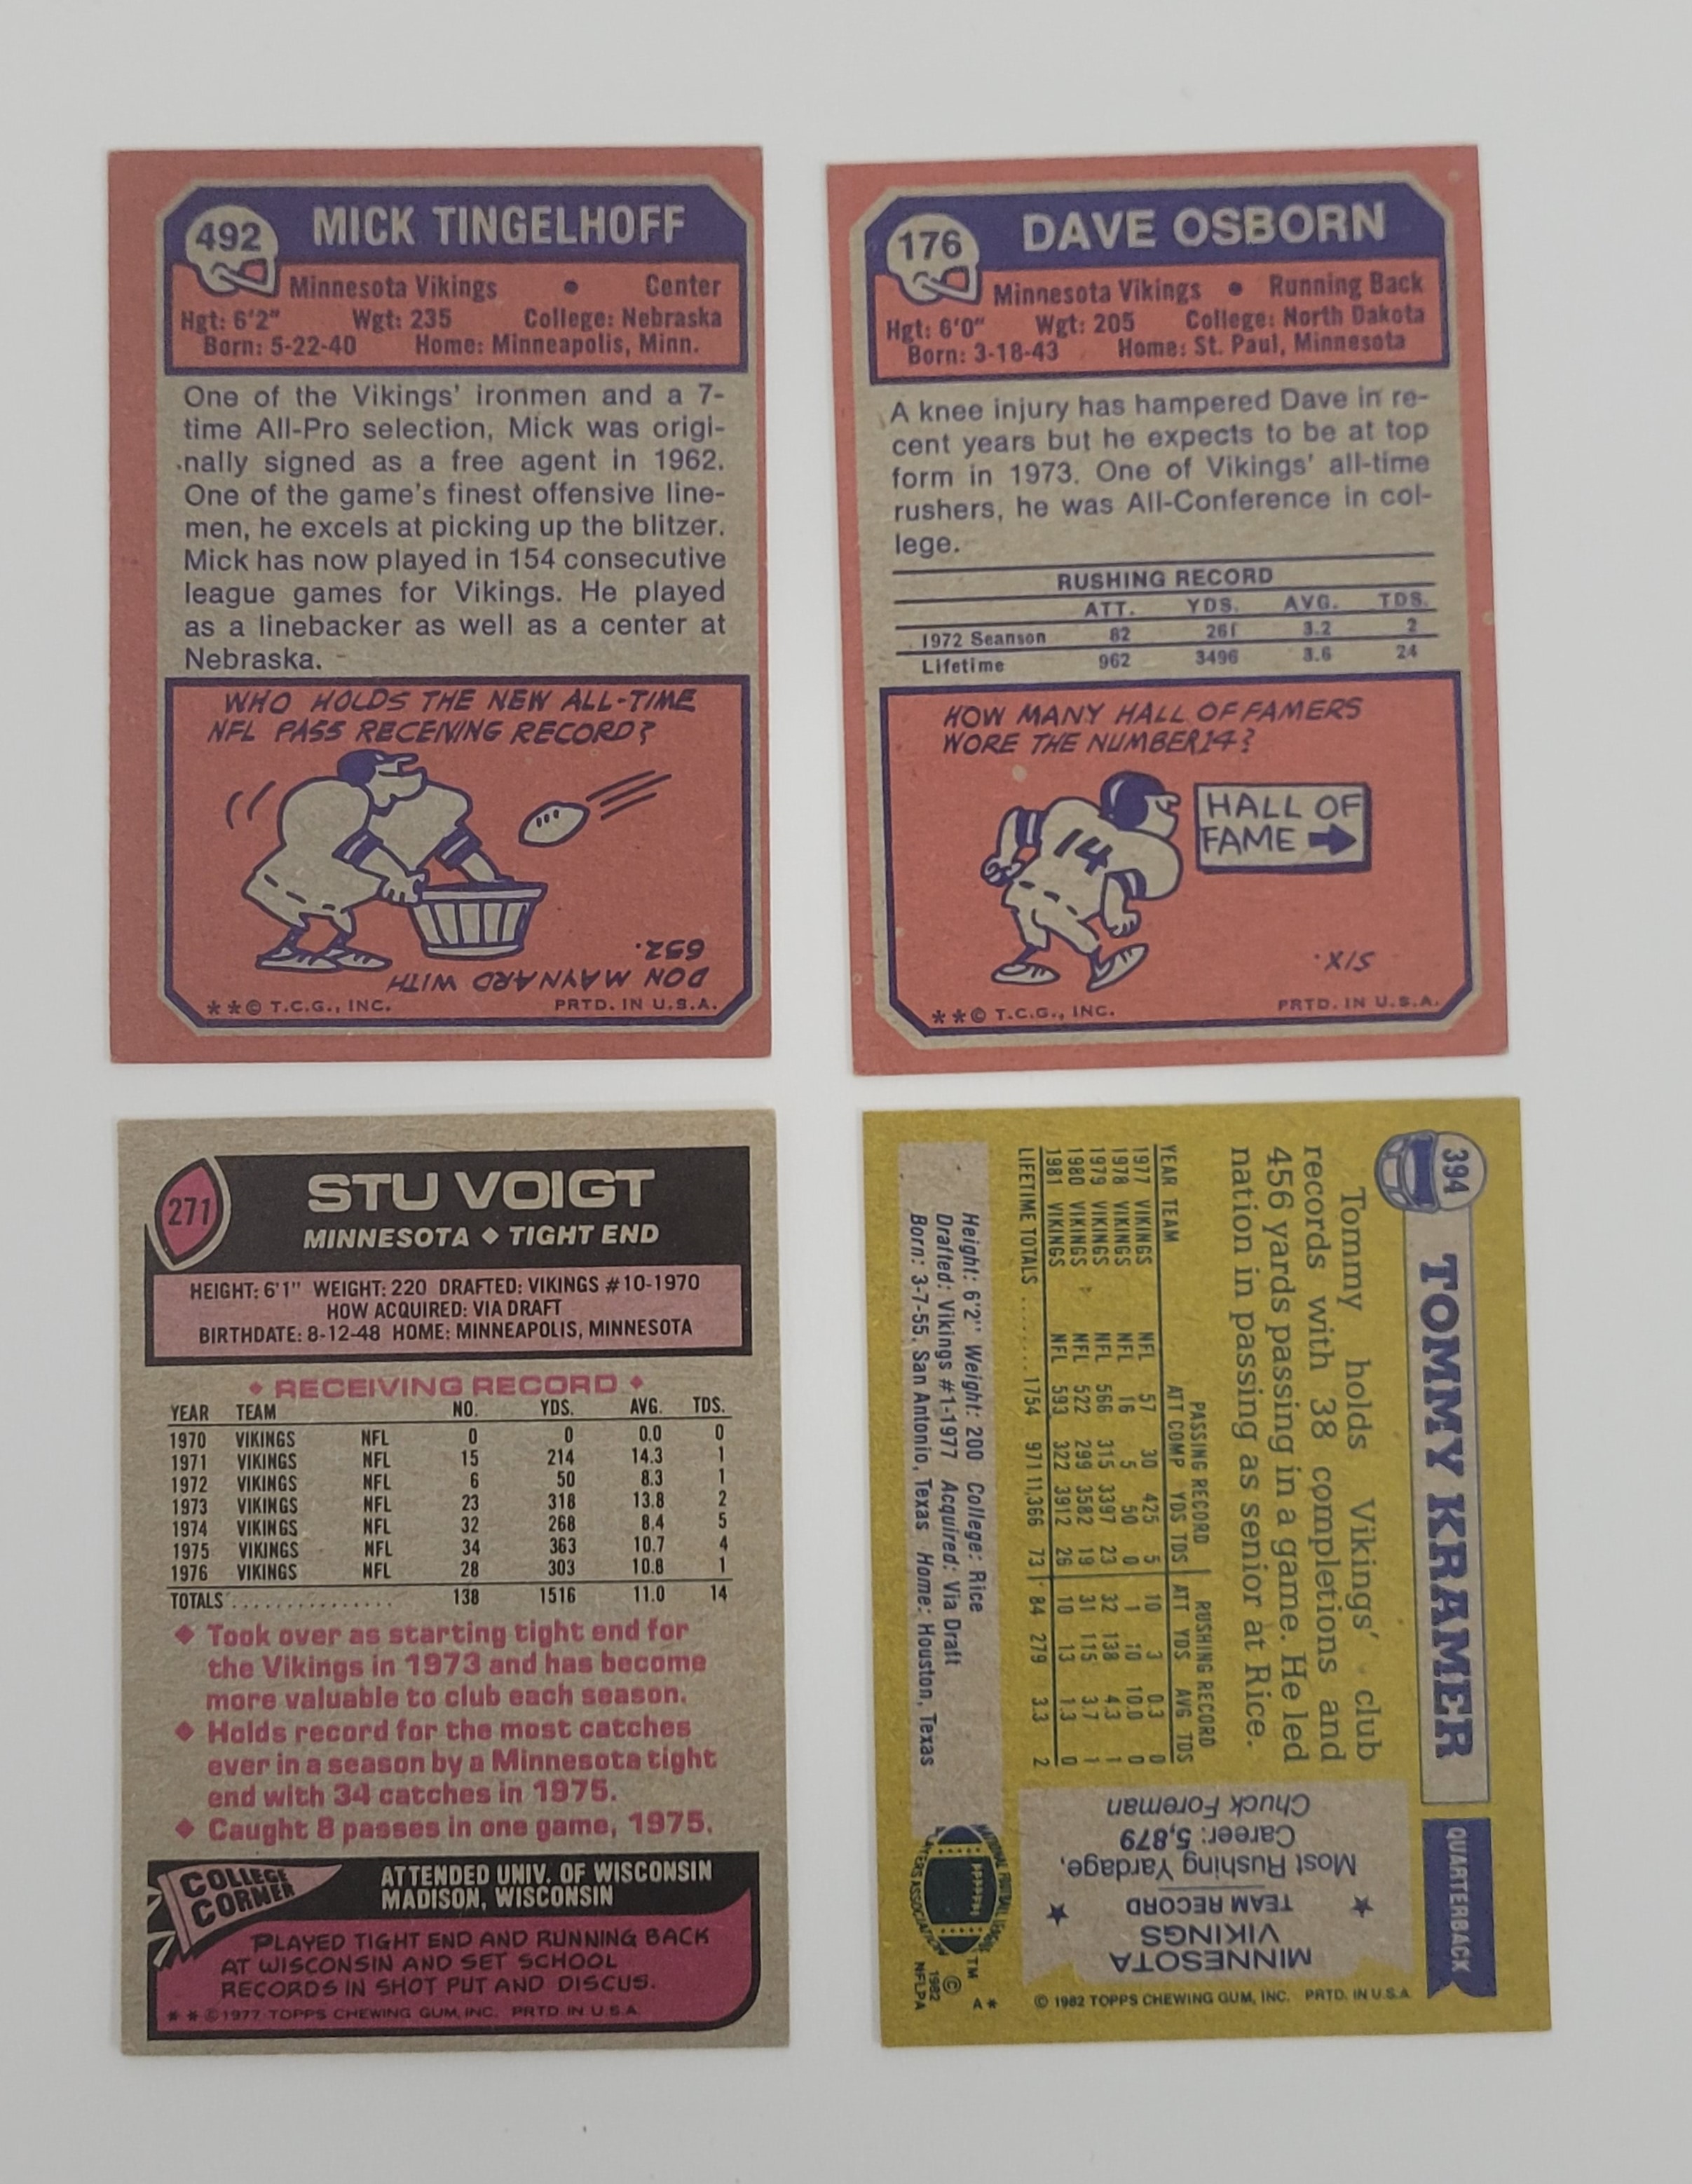 492
MICK TINGELHOFF
Minnesota Vikings • Center
Hgt: 6'2" Wgt: 235 College: Nebraska
Born: 5-22-40 Home: Minneapolis, Minn.
One of the Vikings' ironmen and a 7-
time All-Pro selection, Mick was origi-
nally signed as a free agent in 1962.
One of the game's finest offensive line-
men, he excels at picking up the blitzer.
Mick has now played in 154 consecutive
league games for Vikings. He played
as a linebacker as well as a center at
Nebraska.
WHO HOLDS THE NEW ALL-TIME
NFL PASS RECEIVING RECORD?
DON MAYNARD WITH
652.
**© T.C.G., INC. PRTD. IN U.S.A.
176
DAVE OSBORN
Minnesota Vikings • Running Back
Hgt: 6'0" Wgt: 205 College: North Dakota
Born: 3-18-43 Home: St. Paul, Minnesota
A knee injury has hampered Dave in re-
cent years but he expects to be at top
form in 1973. One of Vikings' all-time
rushers, he was All-Conference in col-
lege.
RUSHING RECORD
ATT. YDS. AVG. TDS.
1972 Seanson 82 261 3.2 2
Lifetime 962 3496 3.6 24
HOW MANY HALL OF FAMERS
WORE THE NUMBER 14?
14
HALL OF
FAME
SIX.
**© T.C.G., INC. PRTD. IN U.S.A.
271
STU VOIGT
MINNESOTA ◆ TIGHT END
HEIGHT: 6'1" WEIGHT: 220 DRAFTED: VIKINGS #10-1970
HOW ACQUIRED: VIA DRAFT
BIRTHDATE: 8-12-48 HOME: MINNEAPOLIS, MINNESOTA
◆ RECEIVING RECORD ◆
YEAR TEAM NO. YDS. AVG. TDS.
1970 VIKINGS NFL 0 0 0.0 0
1971 VIKINGS NFL 15 214 14.3 1
1972 VIKINGS NFL 6 50 8.3 1
1973 VIKINGS NFL 23 318 13.8 2
1974 VIKINGS NFL 32 268 8.4 5
1975 VIKINGS NFL 34 363 10.7 4
1976 VIKINGS NFL 28 303 10.8 1
TOTALS ............... 138 1516 11.0 14
◆ Took over as starting tight end for
the Vikings in 1973 and has become
more valuable to club each season.
◆ Holds record for the most catches
ever in a season by a Minnesota tight
end with 34 catches in 1975.
◆ Caught 8 passes in one game, 1975.
COLLEGE
CORNER
ATTENDED UNIV. OF WISCONSIN
MADISON, WISCONSIN
PLAYED TIGHT END AND RUNNING BACK
AT WISCONSIN AND SET SCHOOL
RECORDS IN SHOT PUT AND DISCUS.
**©1977 TOPPS CHEWING GUM, INC. PRTD. IN U.S.A.
394
TOMMY KRAMER
QUARTERBACK
Tommy holds Vikings' club
records with 38 completions and
456 yards passing in a game. He led
nation in passing as senior at Rice.
PASSING RECORD RUSHING RECORD
YEAR TEAM ATT COMP YDS TDS ATT YDS AVG TDS
1977 VIKINGS NFL 57 30 425 5 10 3 0.3 0
1978 VIKINGS NFL 16 5 50 0 1 10 10.0 0
1979 VIKINGS NFL 566 315 3397 23 32 138 4.3 1
1980 VIKINGS NFL 522 299 3582 19 31 115 3.7 1
1981 VIKINGS NFL 593 322 3912 26 10 13 1.3 0
LIFETIME TOTALS ......... 1754 971 11,366 73 84 279 3.3 2
Height: 6'2" Weight: 200 College: Rice
Drafted: Vikings #1-1977 Acquired: Via Draft
Born: 3-7-55, San Antonio, Texas Home: Houston, Texas
MINNESOTA
VIKINGS
TEAM RECORD
Most Rushing Yardage,
Career: 5,879
Chuck Foreman
NATIONAL FOOTBALL LEAGUE
PLAYERS ASSOCIATION
TM
©
1982
NFLPA
A*
© 1982 TOPPS CHEWING GUM, INC. PRTD. IN U.S.A.